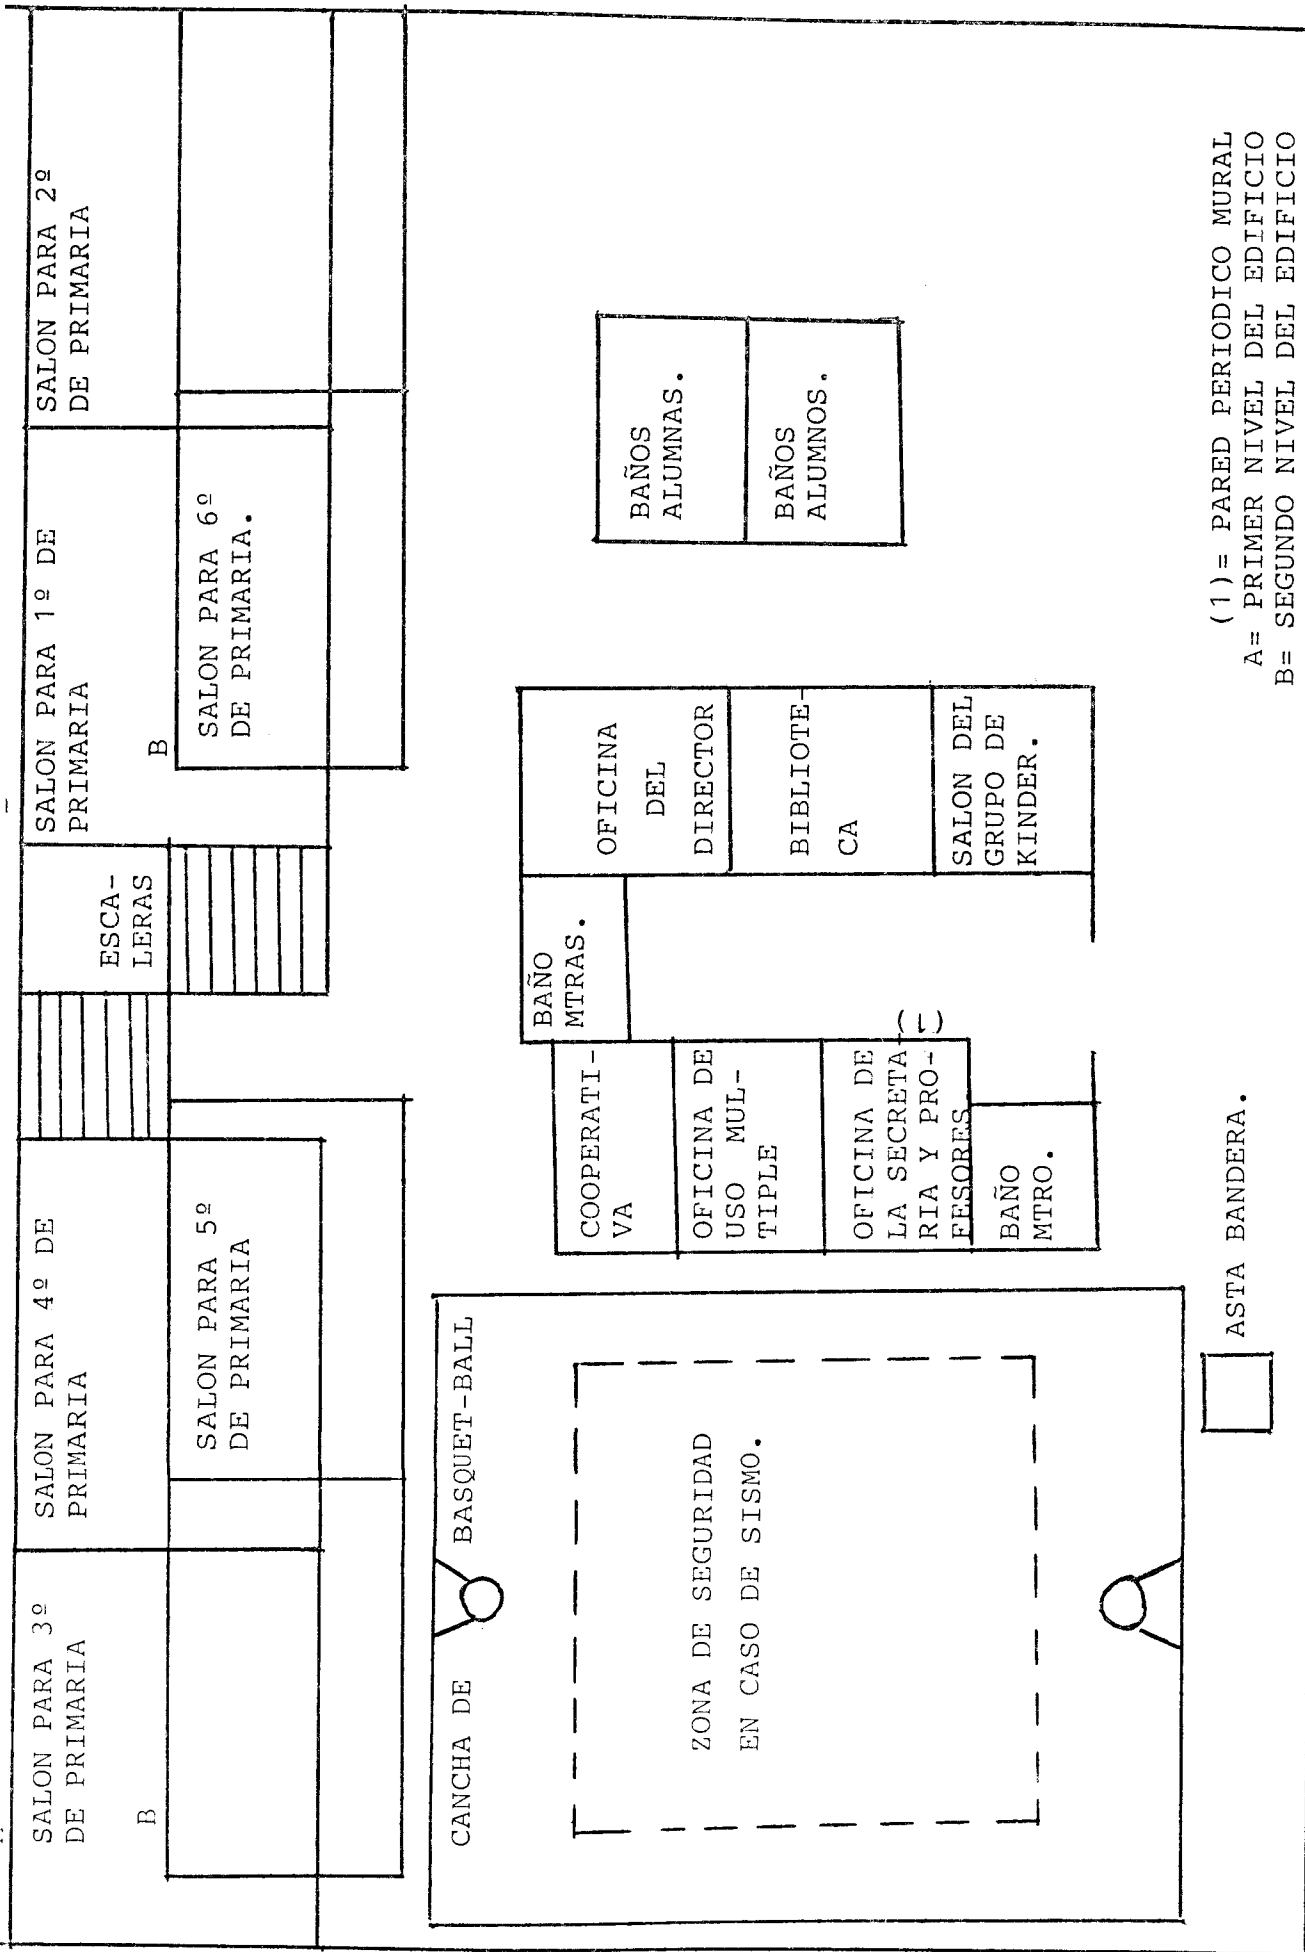 SALON PARA 3º
DE PRIMARIA
SALON PARA 4º DE
PRIMARIA
ESCA-
LERAS
SALON PARA 1º DE
PRIMARIA
SALON PARA 2º
DE PRIMARIA
B
SALON PARA 5º
DE PRIMARIA
B
SALON PARA 6º
DE PRIMARIA.
CANCHA DE BASQUET-BALL
ZONA DE SEGURIDAD
EN CASO DE SISMO.
COOPERATI-
VA
OFICINA DE
USO MUL-
TIPLE
OFICINA DE
LA SECRETA-
RIA Y PRO-
FESORES
(1)
BAÑO
MTRO.
BAÑO
MTRAS.
OFICINA
DEL
DIRECTOR
BIBLIOTE-
CA
SALON DEL
GRUPO DE
KINDER.
BAÑOS
ALUMNAS.
BAÑOS
ALUMNOS.
ASTA BANDERA.
(1)= PARED PERIODICO MURAL
A= PRIMER NIVEL DEL EDIFICIO
B= SEGUNDO NIVEL DEL EDIFICIO